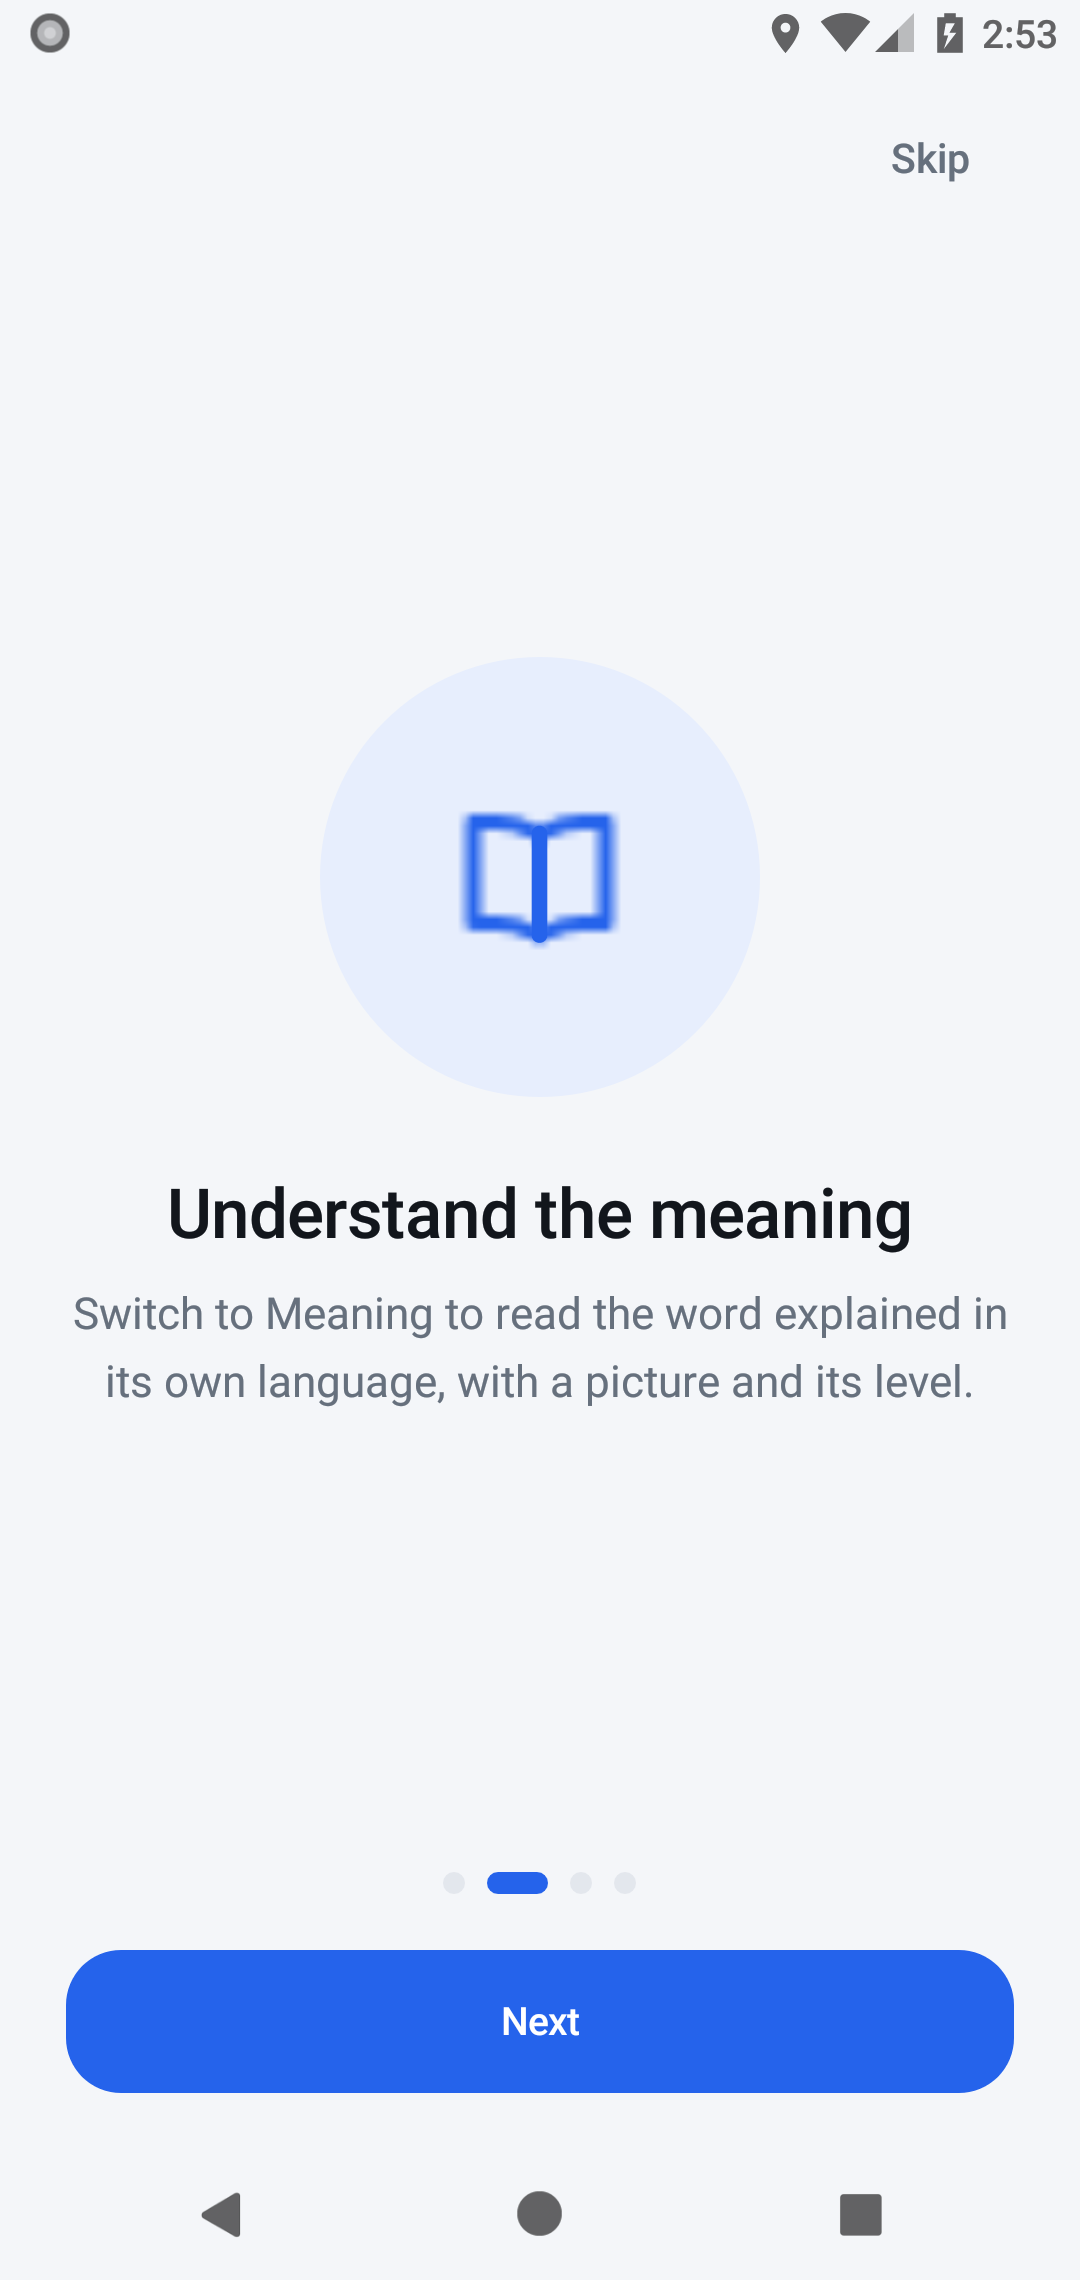 2:53
Skip
Understand the meaning
Switch to Meaning to read the word explained in
its own language, with a picture and its level.
Next